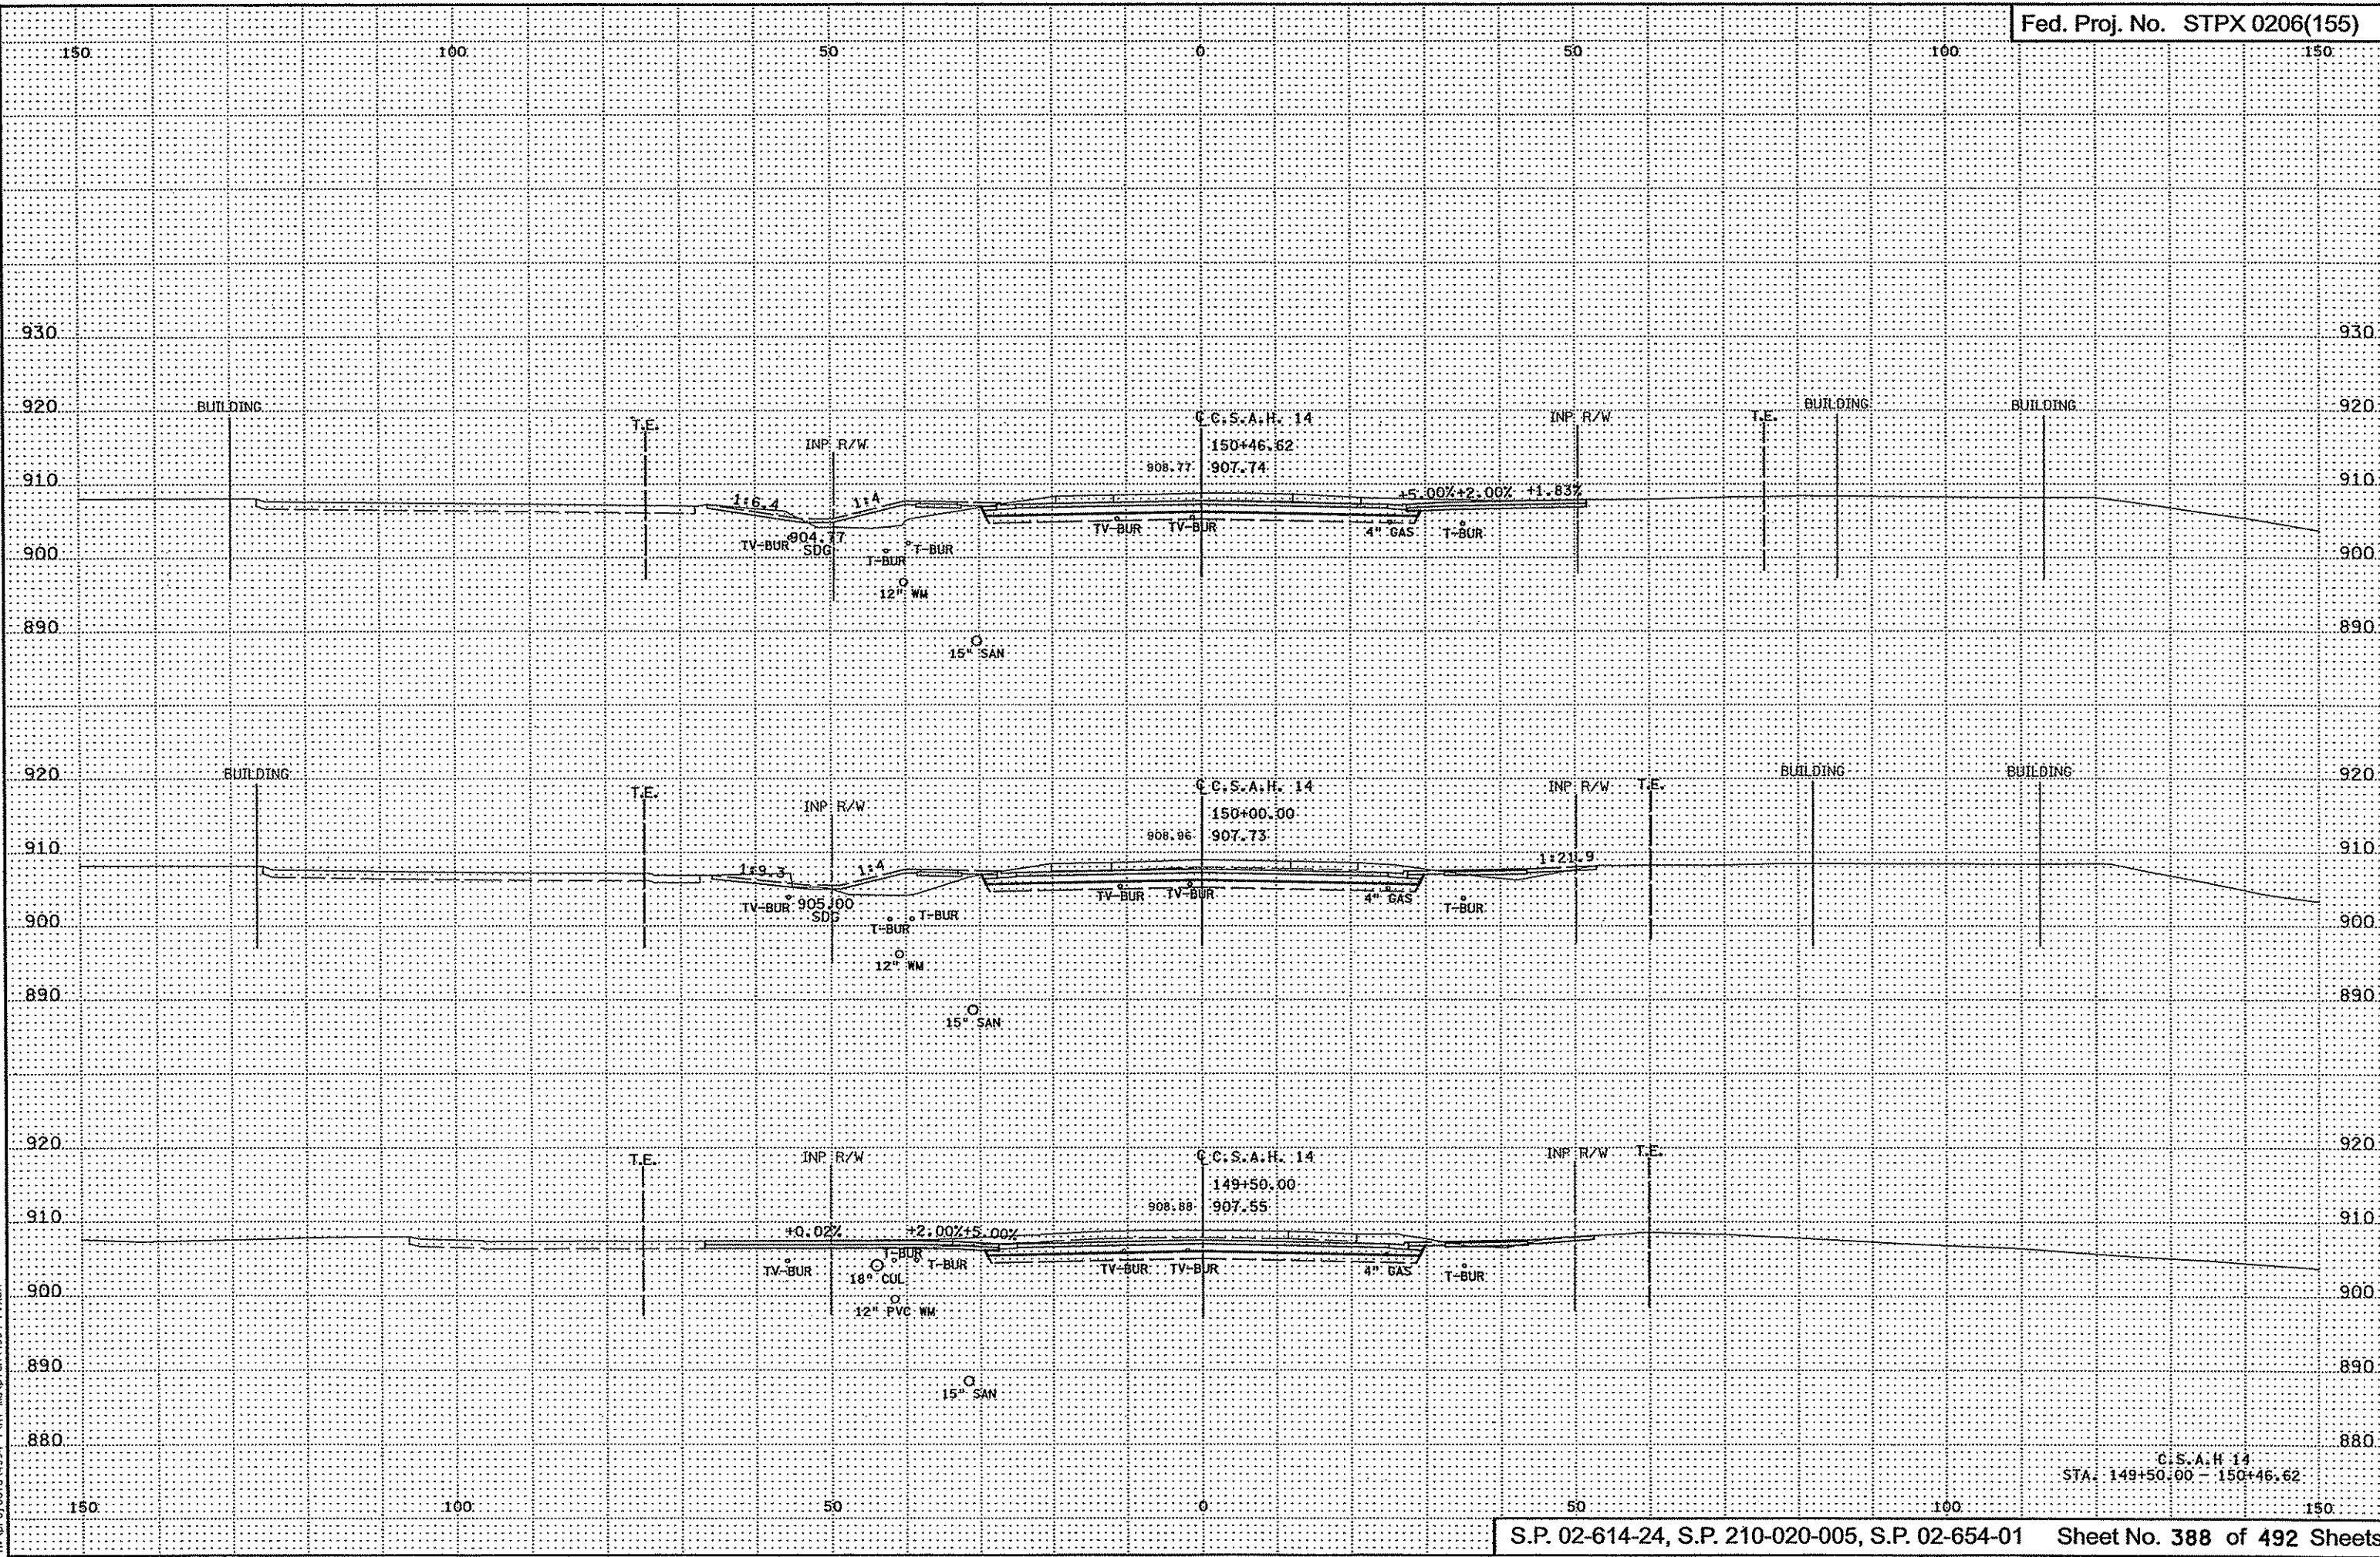 Fed. Proj. No. STPX 0206(155)
150 100 50 0 50 100 150
930 930
920 920
BUILDING T.E. INP R/W ȼ C.S.A.H. 14 INP R/W T.E. BUILDING BUILDING
150+46.62
908.77 907.74
910 910
1:6.4 1:4 +5.00% +2.00% +1.83%
TV-BUR 904.77 T-BUR TV-BUR TV-BUR 4" GAS T-BUR
SDG T-BUR
900 900
12" WM
890 890
15" SAN
920 920
BUILDING T.E. INP R/W ȼ C.S.A.H. 14 INP R/W T.E. BUILDING BUILDING
150+00.00
908.96 907.73
910 910
1:9.3 1:4 1:21.9
TV-BUR 905.00 T-BUR TV-BUR TV-BUR 4" GAS T-BUR
SDG T-BUR
900 900
12" WM
890 890
15" SAN
920 920
T.E. INP R/W ȼ C.S.A.H. 14 INP R/W T.E.
149+50.00
908.88 907.55
910 910
+0.02% +2.00% +5.00%
T-BUR
TV-BUR T-BUR TV-BUR TV-BUR 4" GAS T-BUR
18" CUL
900 900
12" PVC WM
890 890
15" SAN
880 880
C.S.A.H 14
STA. 149+50.00 - 150+46.62
150 100 50 0 50 100 150
S.P. 02-614-24, S.P. 210-020-005, S.P. 02-654-01 Sheet No. 388 of 492 Sheets